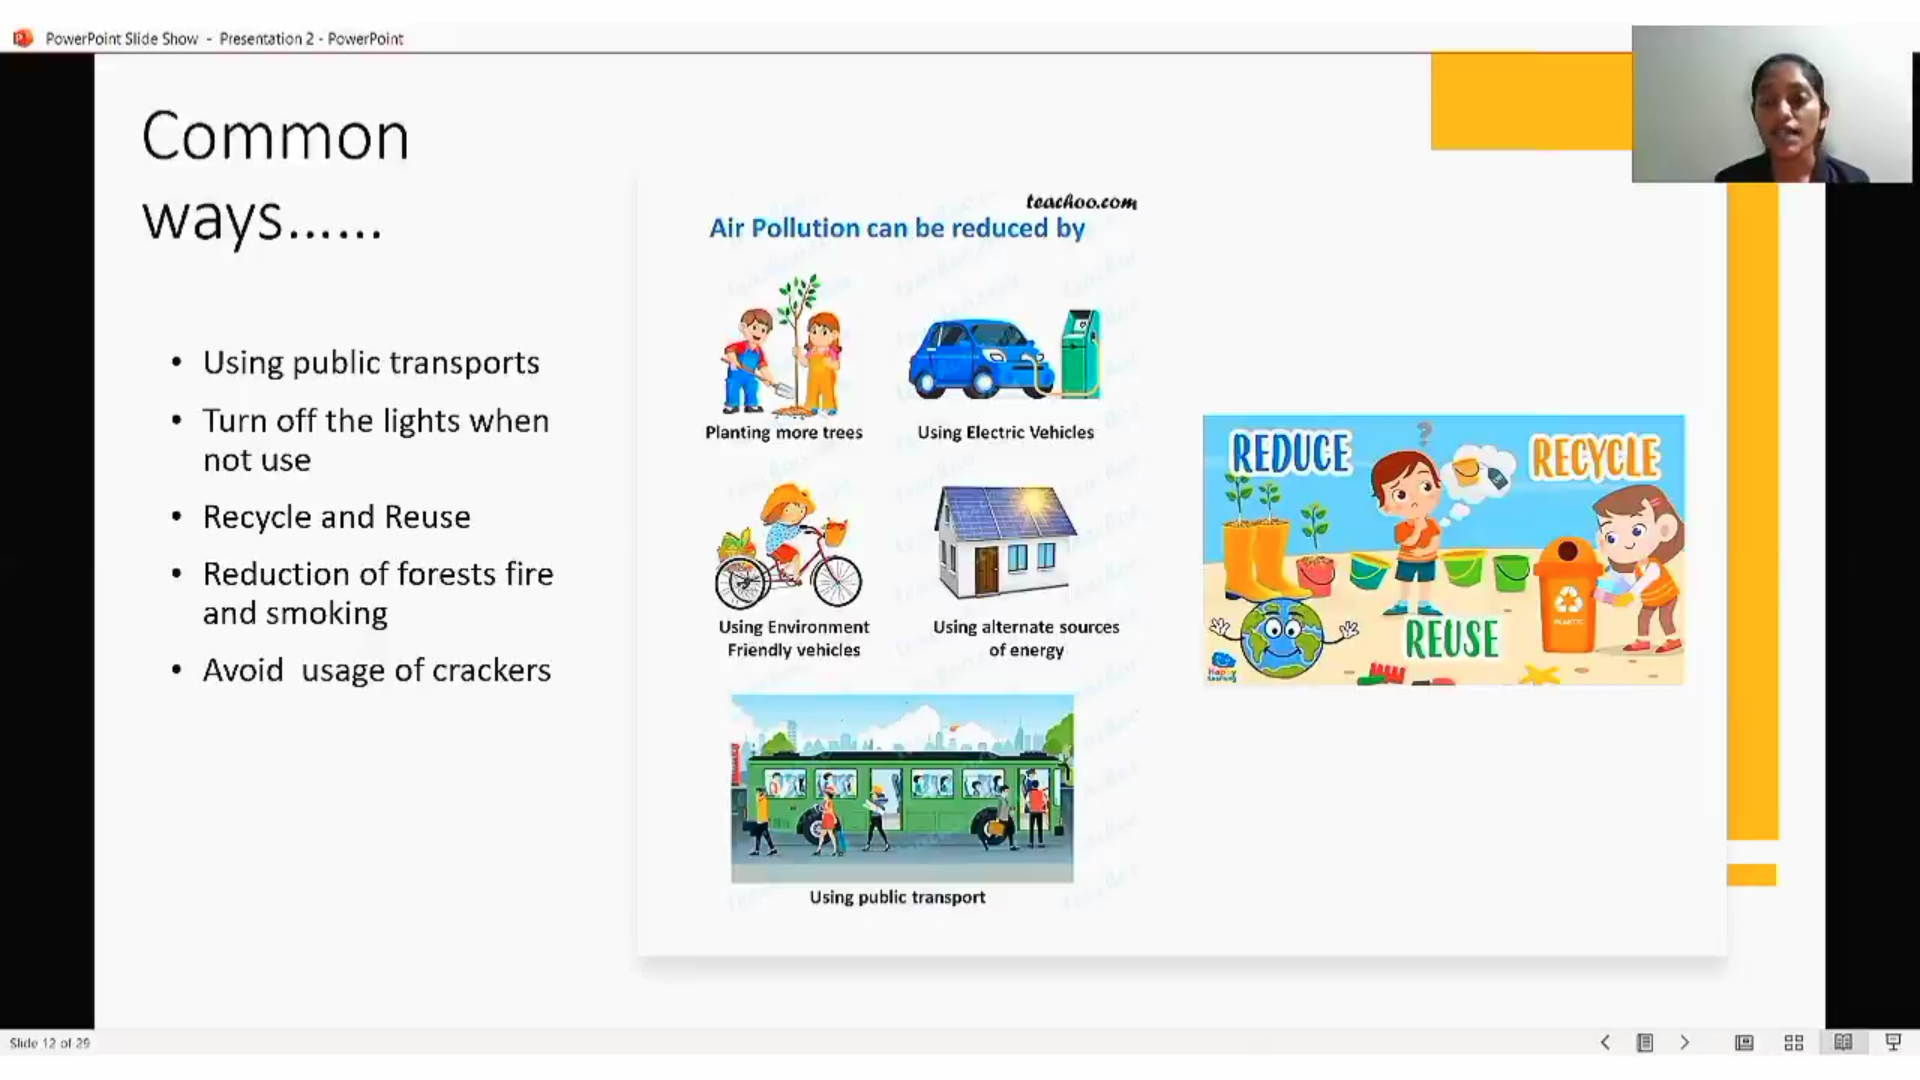 PowerPoint Slide Show - Presentation 2 - PowerPoint
Common
ways......
• Using public transports
• Turn off the lights when
not use
• Recycle and Reuse
• Reduction of forests fire
and smoking
• Avoid usage of crackers
teachoo.com
Air Pollution can be reduced by
Planting more trees
Using Electric Vehicles
Using Environment
Friendly vehicles
Using alternate sources
of energy
Using public transport
REDUCE
?
RECYCLE
REUSE
PLASTIC
Happy
Learning
Slide 12 of 29